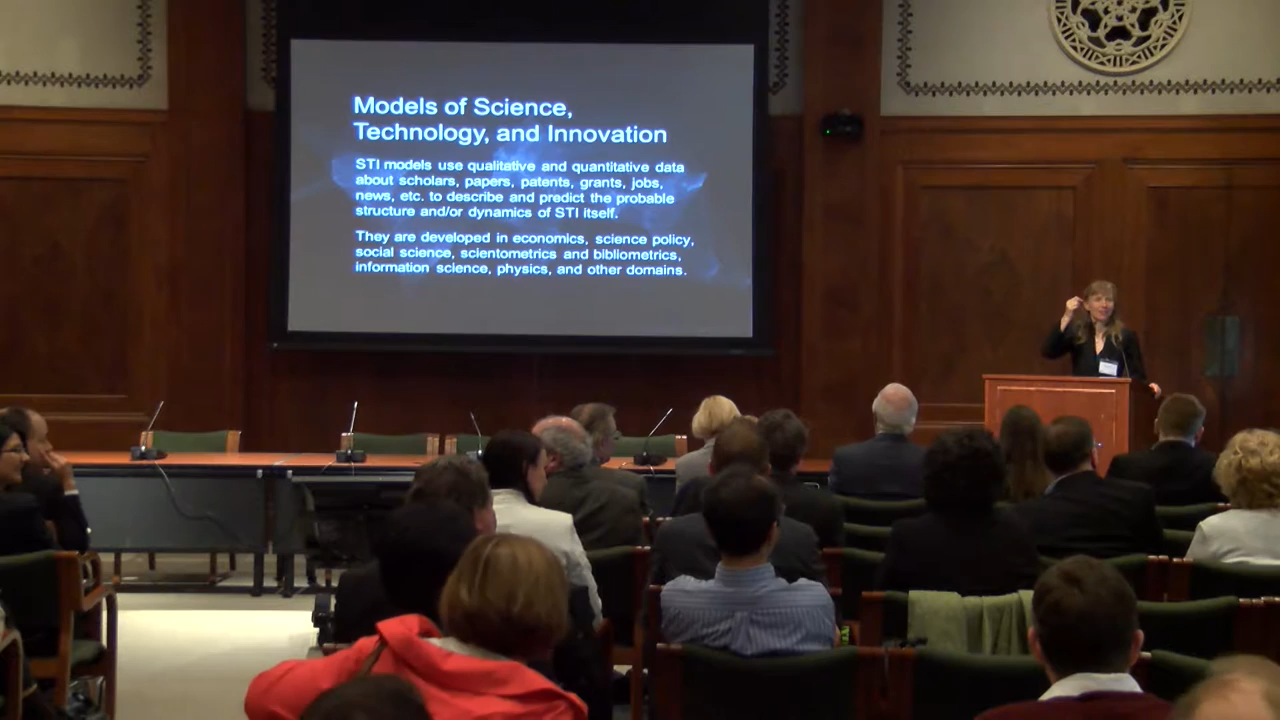 Models of Science,
Technology, and Innovation
STI models use qualitative and quantitative data
about scholars, papers, patents, grants, jobs,
news, etc. to describe and predict the probable
structure and/or dynamics of STI itself.
They are developed in economics, science policy,
social science, scientometrics and bibliometrics,
information science, physics, and other domains.